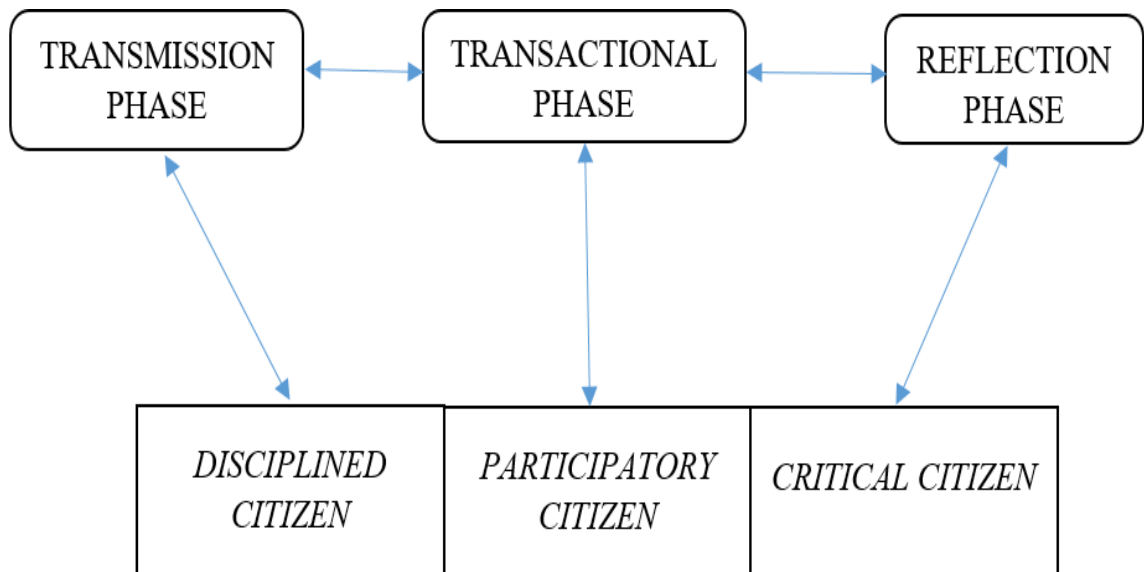 TRANSMISSION
PHASE
TRANSACTIONAL
PHASE
REFLECTION
PHASE
DISCIPLINED
CITIZEN
PARTICIPATORY
CITIZEN
CRITICAL CITIZEN